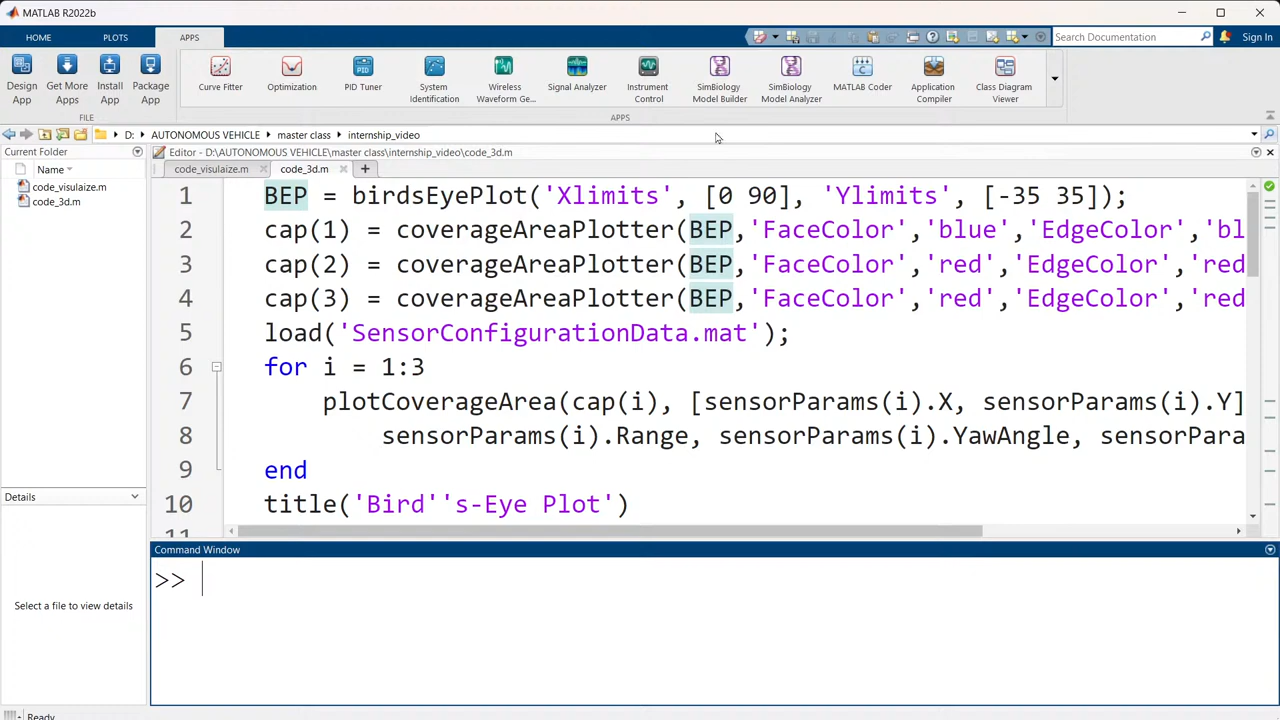 MATLAB R2022b
HOME PLOTS APPS
Search Documentation
Sign In
Design App
Get More Apps
Install App
Package App
Curve Fitter
Optimization
PID Tuner
System Identification
Wireless Waveform Ge...
Signal Analyzer
Instrument Control
SimBiology Model Builder
SimBiology Model Analyzer
MATLAB Coder
Application Compiler
Class Diagram Viewer
FILE
APPS
D: AUTONOMOUS VEHICLE master class internship_video
Current Folder
Name
code_visulaize.m
code_3d.m
Details
Select a file to view details
Editor - D:\AUTONOMOUS VEHICLE\master class\internship_video\code_3d.m
code_visulaize.m code_3d.m
1 BEP = birdsEyePlot('Xlimits', [0 90], 'Ylimits', [-35 35]);
2 cap(1) = coverageAreaPlotter(BEP,'FaceColor','blue','EdgeColor','bl
3 cap(2) = coverageAreaPlotter(BEP,'FaceColor','red','EdgeColor','red
4 cap(3) = coverageAreaPlotter(BEP,'FaceColor','red','EdgeColor','red
5 load('SensorConfigurationData.mat');
6 for i = 1:3
7 plotCoverageArea(cap(i), [sensorParams(i).X, sensorParams(i).Y]
8 sensorParams(i).Range, sensorParams(i).YawAngle, sensorPara
9 end
10 title('Bird''s-Eye Plot')
11
Command Window
>>
Ready